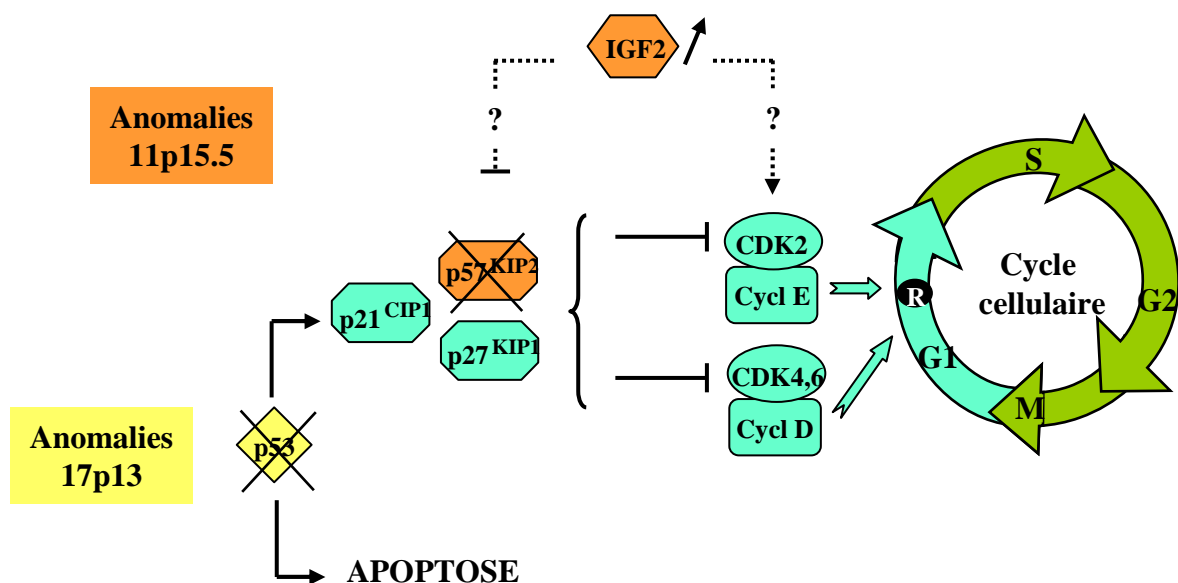 IGF2
Anomalies
11p15.5
?
?
S
CDK2
Cycl E
p57 KIP2
p21 CIP1
p27 KIP1
Cycle
cellulaire
R
G2
G1
CDK4,6
Cycl D
M
Anomalies
17p13
p53
APOPTOSE